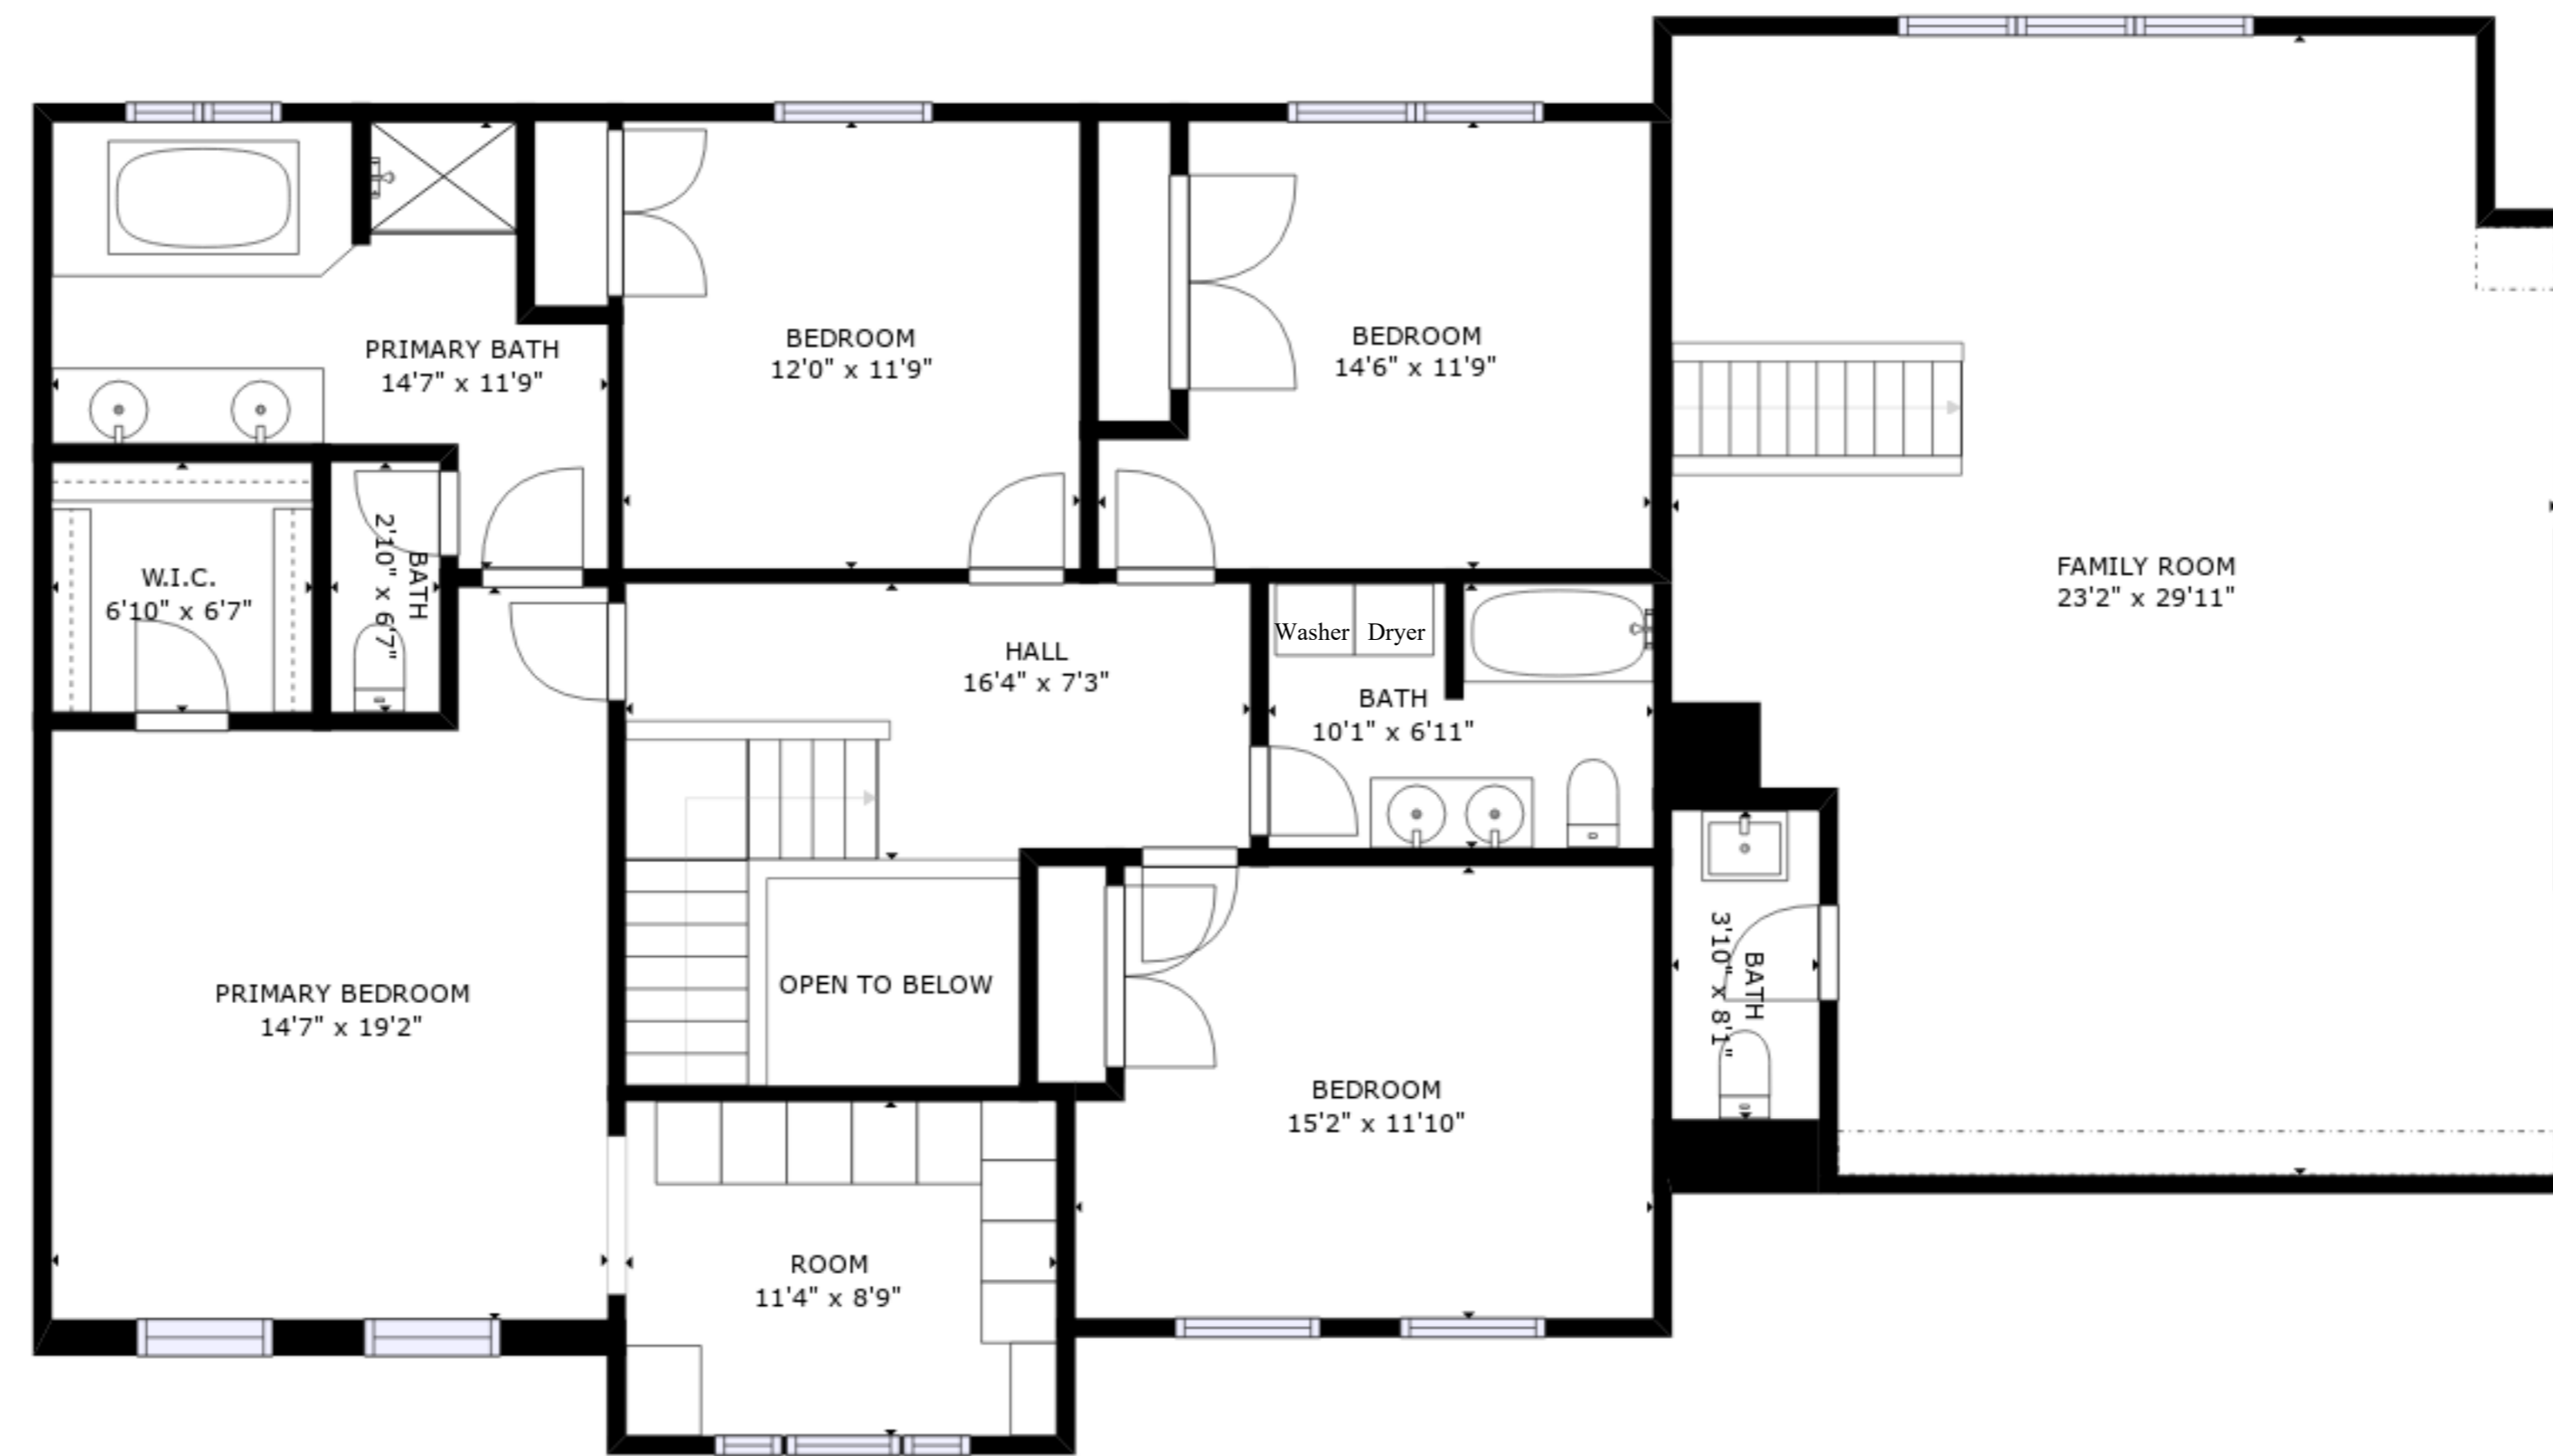 PRIMARY BATH
14'7" x 11'9"
BEDROOM
12'0" x 11'9"
BEDROOM
14'6" x 11'9"
W.I.C.
6'10" x 6'7"
BATH
2'10" x 6'7"
HALL
16'4" x 7'3"
Washer
Dryer
BATH
10'1" x 6'11"
FAMILY ROOM
23'2" x 29'11"
PRIMARY BEDROOM
14'7" x 19'2"
OPEN TO BELOW
BATH
3'10" x 8'1"
BEDROOM
15'2" x 11'10"
ROOM
11'4" x 8'9"